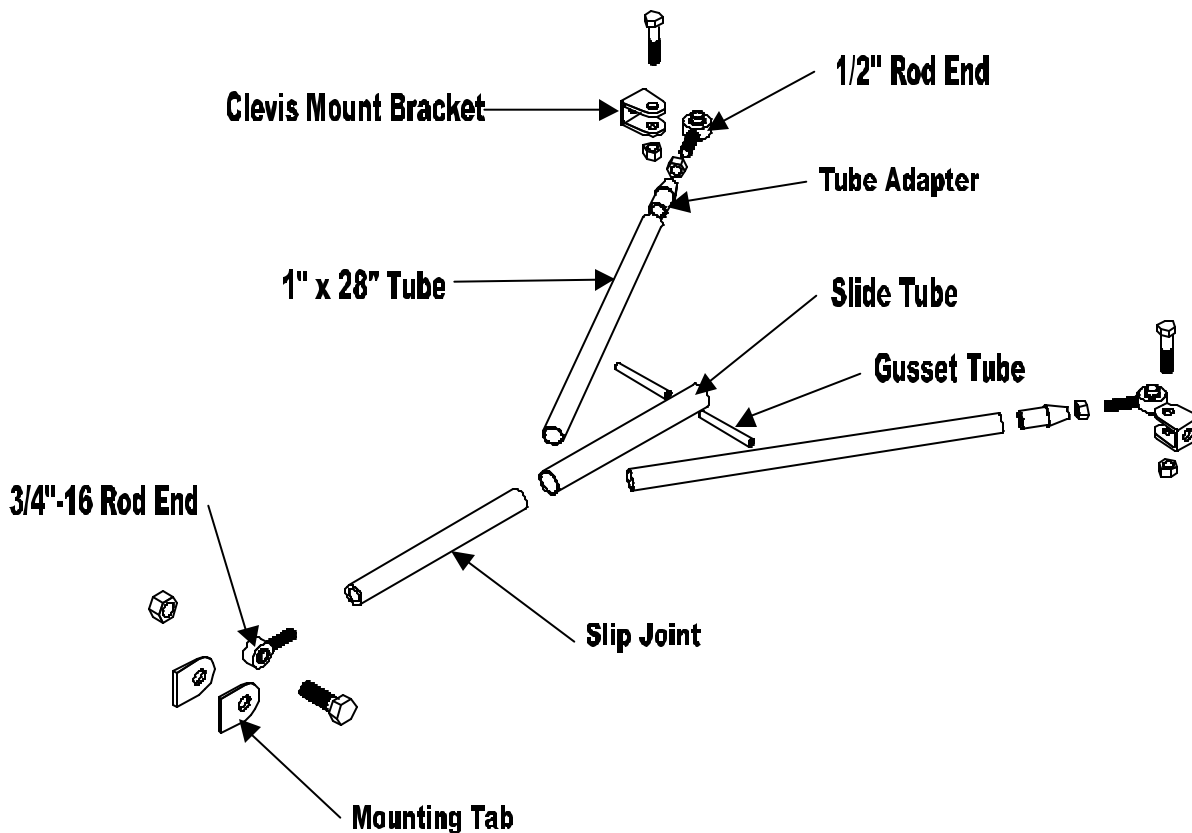 1/2" Rod End
Clevis Mount Bracket
Tube Adapter
1" x 28" Tube
Slide Tube
Gusset Tube
3/4"-16 Rod End
Slip Joint
Mounting Tab